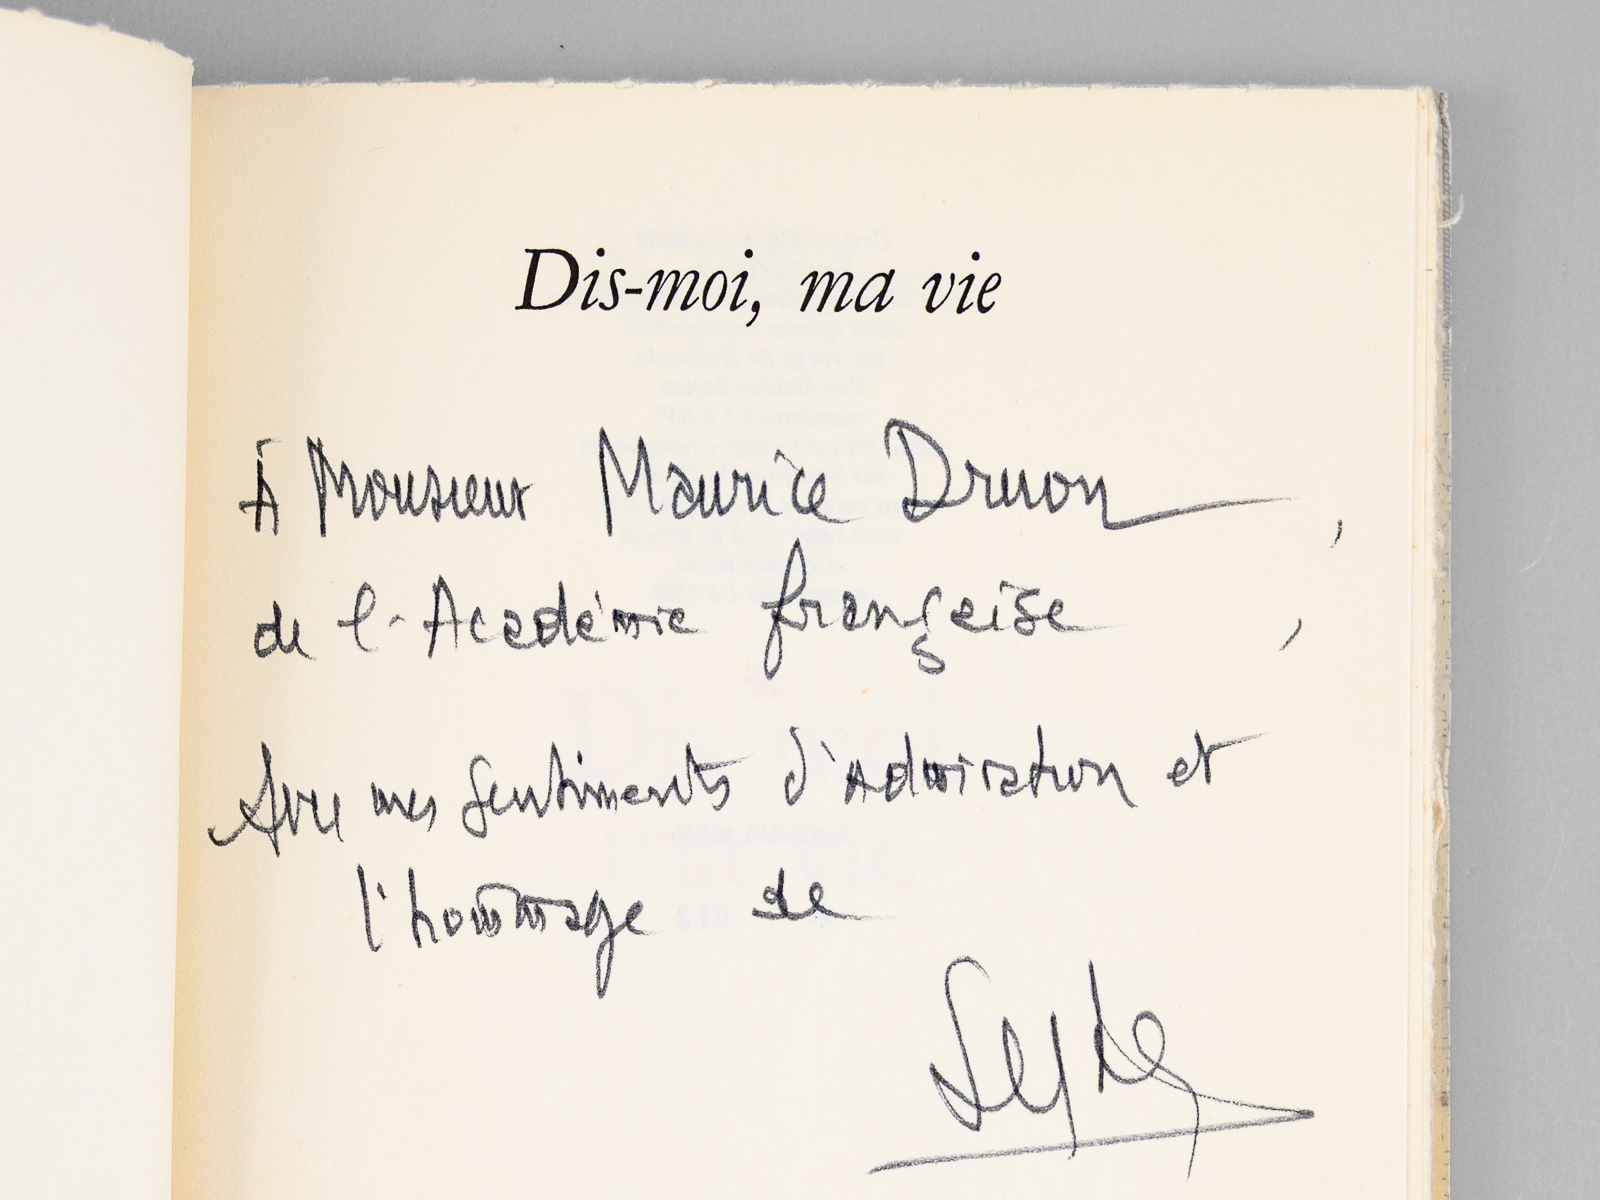 Dis-moi, ma vie
À Monsieur Maurice Druon,
de l'Académie française,
Avec mes sentiments d'admiration et
l'hommage de